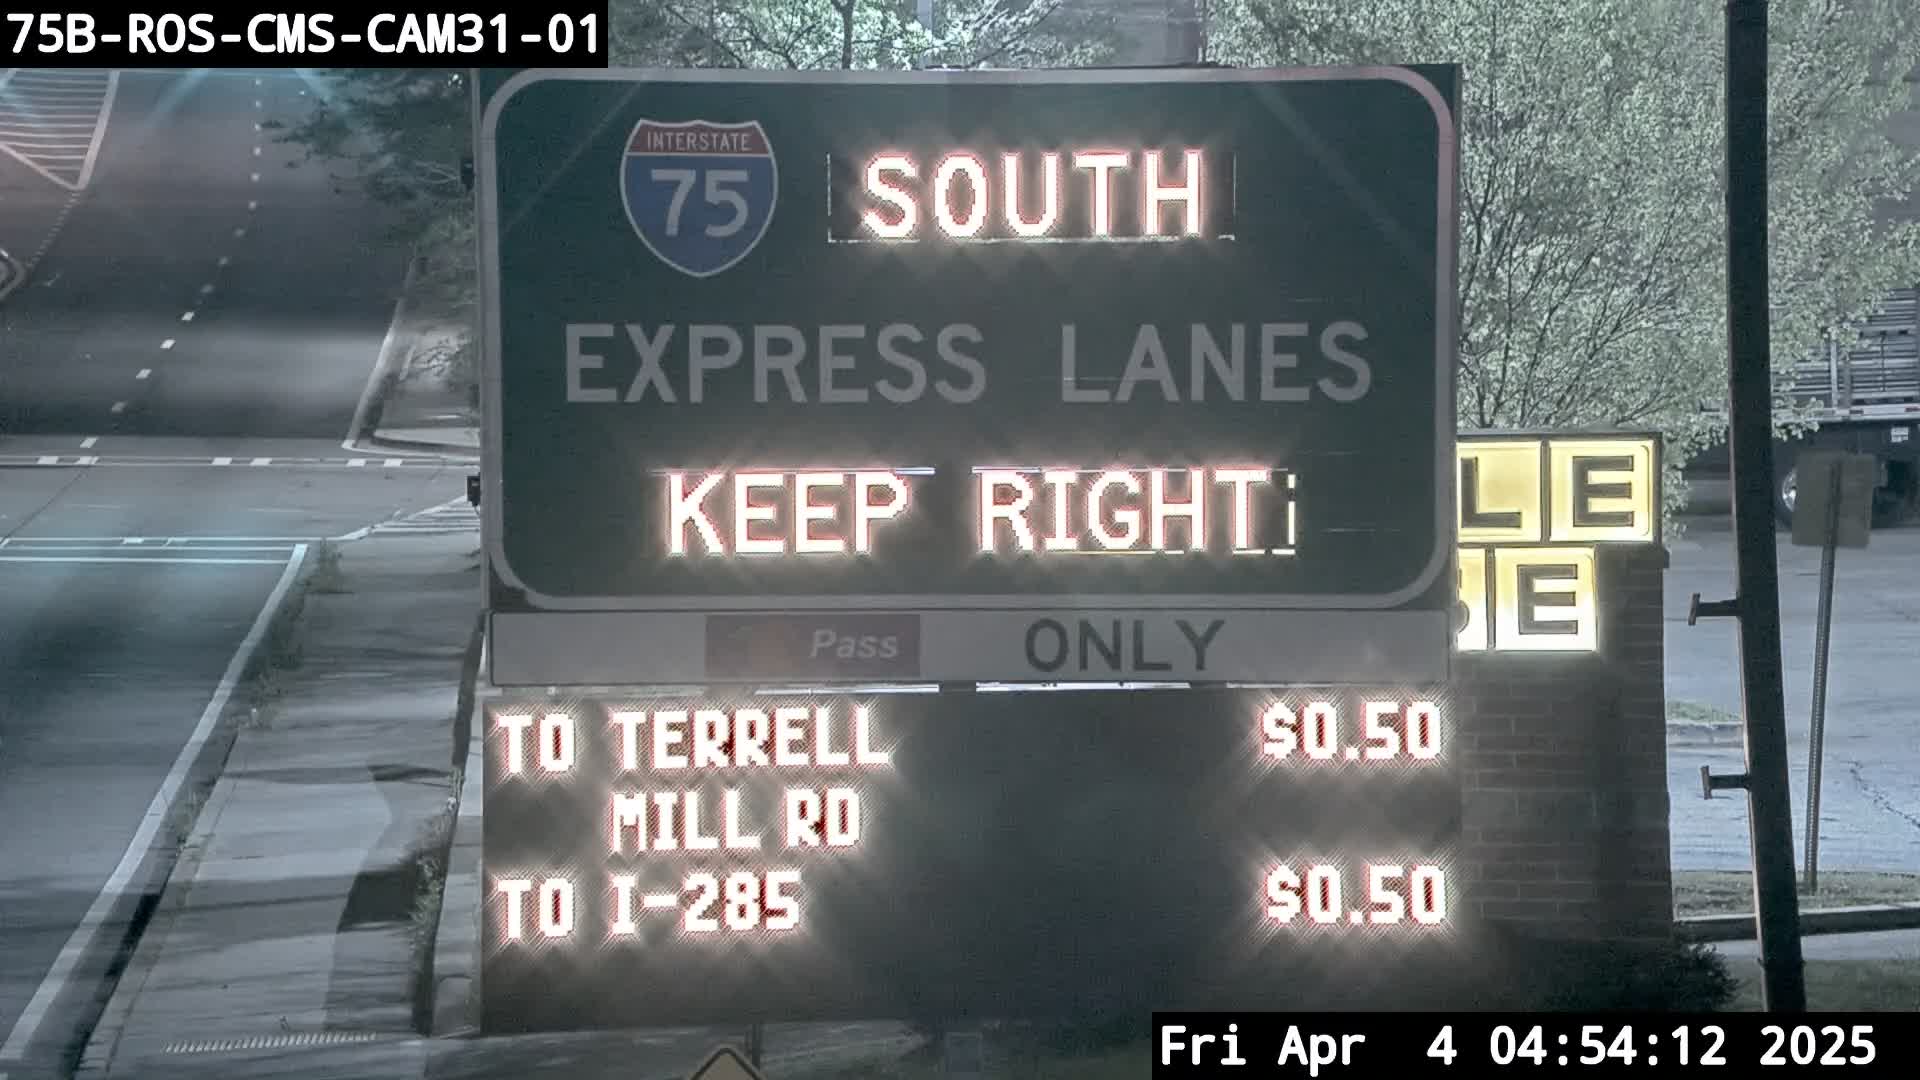 75B-ROS-CMS-CAM31-01
INTERSTATE
75
SOUTH
EXPRESS LANES
KEEP RIGHT
LE
E
Pass ONLY
TO TERRELL $0.50
MILL RD
TO I-285 $0.50
Fri Apr 4 04:54:12 2025